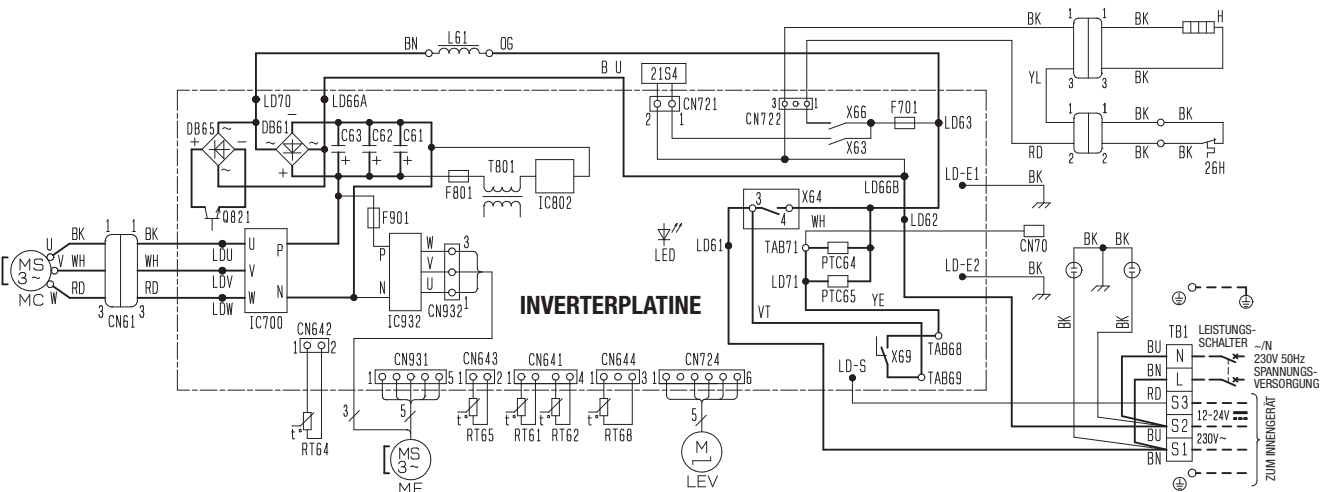 BK
1 1
BK
H
BN L61 OG
BU
21S4
YL
3 3
BK
LD70
LD66A
2 1
CN721
3 1
CN722
X66
F701
X63
LD63
1 1
BK BK
DB65
DB61
C63 C62 C61
RD
2 2
BK BK
26H
T801
F801
IC802
LD66B
LD-E1
BK
Q821
F901
3 4
X64
LD62
U BK
1 1
BK
LDU
U P
P W 3
V
LED
LD61
WH
TAB71
PTC64
CN70
BK BK
MS
3~
MC
V WH
WH
LDV
V
W RD
RD
LDW
W N
N U 1
CN932
LD71
PTC65
LD-E2
BK
3 3
CN61
IC700
IC932
INVERTERPLATINE
VT
YE
BK
BK
CN642
1 2
X69
TAB68
TAB69
LD-S
TB1
LEISTUNGS-
SCHALTER
~/N
230V 50Hz
SPANNUNGS-
VERSORGUNG
BU N
BN L
RD S3
12-24V
S2
BU 230V~
S1
BN
ZUM INNENGERÄT
CN931
1 5
CN643
1 2
CN641
1 4
CN644
1 3
CN724
1 6
3
5
5
t° RT64
t° RT65
t° RT61
t° RT62
t° RT68
MS
3~
MF
M
LEV